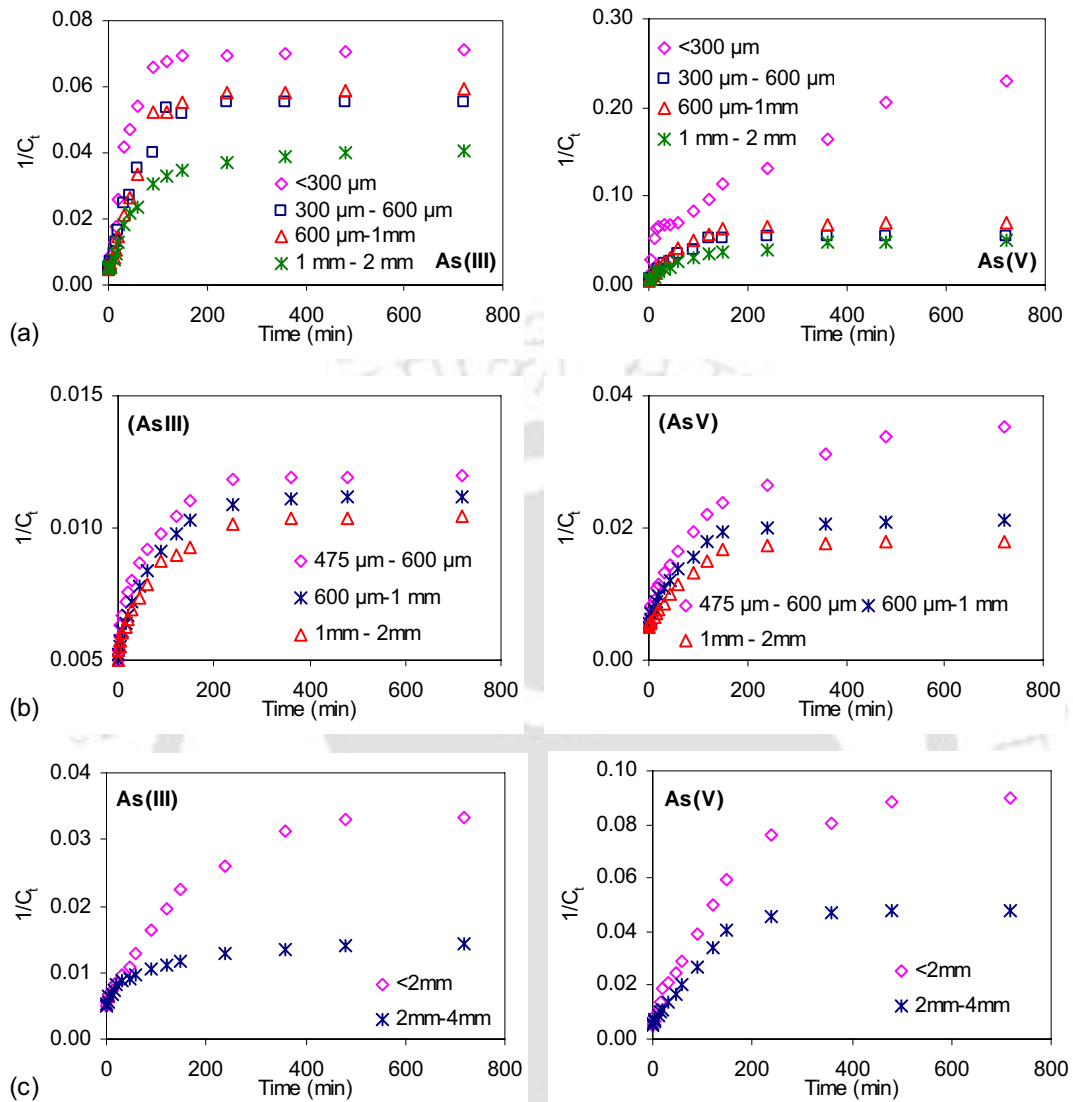 0.08
0.06
0.04
0.02
0.00
1/Cₜ
<300 µm
300 µm - 600 µm
600 µm-1mm
1 mm - 2 mm
As(III)
0 200 400 600 800
Time (min)
(a)
0.30
0.20
0.10
0.00
1/Cₜ
<300 µm
300 µm - 600 µm
600 µm-1mm
1 mm - 2 mm
As(V)
0 200 400 600 800
Time (min)
0.015
0.010
0.005
1/Cₜ
(AsIII)
475 µm - 600 µm
600 µm-1 mm
1mm - 2mm
0 200 400 600 800
Time (min)
(b)
0.04
0.02
0.00
1/Cₜ
(AsV)
475 µm - 600 µm 600 µm-1 mm
1mm - 2mm
0 200 400 600 800
Time (min)
0.04
0.03
0.02
0.01
0.00
1/Cₜ
As(III)
<2mm
2mm-4mm
0 200 400 600 800
Time (min)
(c)
0.10
0.08
0.06
0.04
0.02
0.00
1/Cₜ
As(V)
<2mm
2mm-4mm
0 200 400 600 800
Time (min)